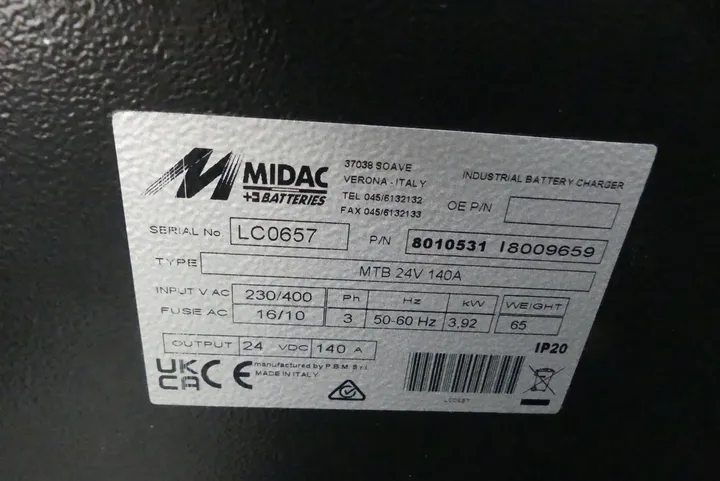 MIDAC
BATTERIES
37038 SOAVE
VERONA - ITALY
TEL 045/6132132
FAX 045/6132133
INDUSTRIAL BATTERY CHARGER
OE P/N
SERIAL No. LC0657
P/N 8010531 I8009659
TYPE MTB 24V 140A
INPUT V AC 230/400 Ph Hz kW WEIGHT
FUSE AC 16/10 3 50-60 Hz 3,92 65
OUTPUT 24 VDC 140 A
IP20
UK
CA CE
manufactured by P.B.M S.r.l.
MADE IN ITALY
LC0657